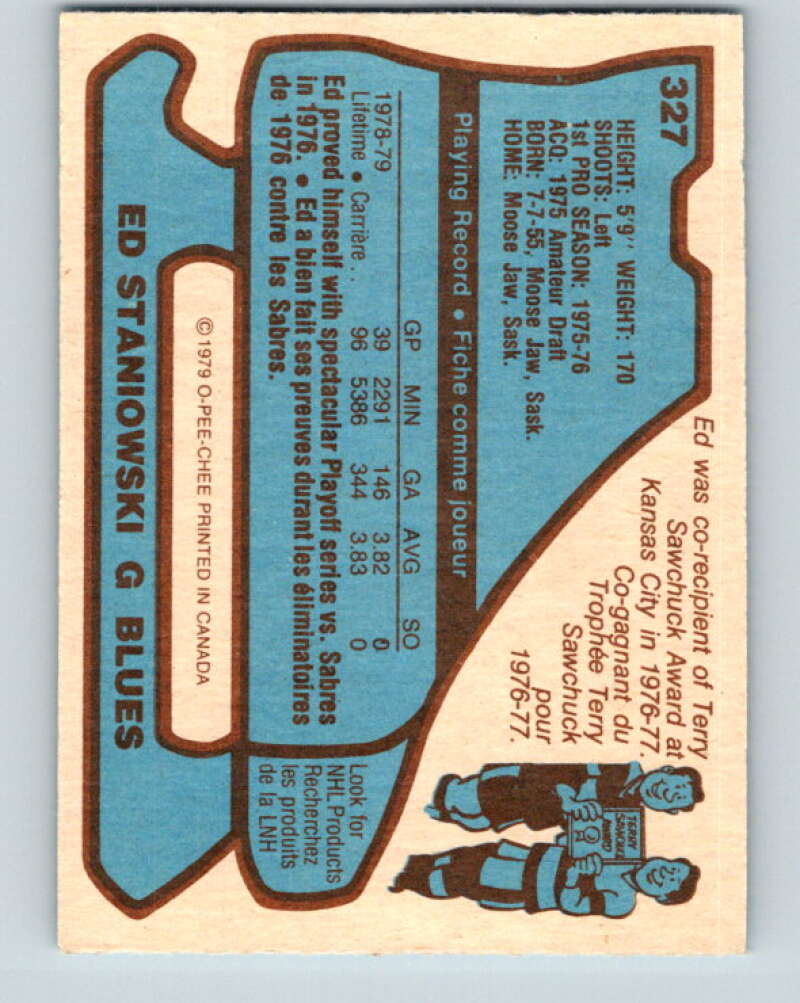 327
HEIGHT: 5'9'' WEIGHT: 170
SHOOTS: Left
1st PRO SEASON: 1975-76
ACQ: 1975 Amateur Draft
BORN: 7-7-55, Moose Jaw, Sask.
HOME: Moose Jaw, Sask.
Ed was co-recipient of Terry
Sawchuck Award at
Kansas City in 1976-77.
Co-gagnant du
Trophée Terry
Sawchuck
pour
1976-77.
TERRY
SAWCHUCK
AWARD
Playing Record • Fiche comme joueur
GP MIN GA AVG SO
1978-79 39 2291 146 3.82 0
Lifetime • Carrière . . 96 5386 344 3.83 0
Ed proved himself with spectacular Playoff series vs. Sabres
in 1976. • Ed a bien fait ses preuves durant les éliminatoires
de 1976 contre les Sabres.
Look for
NHL Products
Recherchez
les produits
de la LNH
© 1979 O-PEE-CHEE PRINTED IN CANADA
ED STANIOWSKI G BLUES